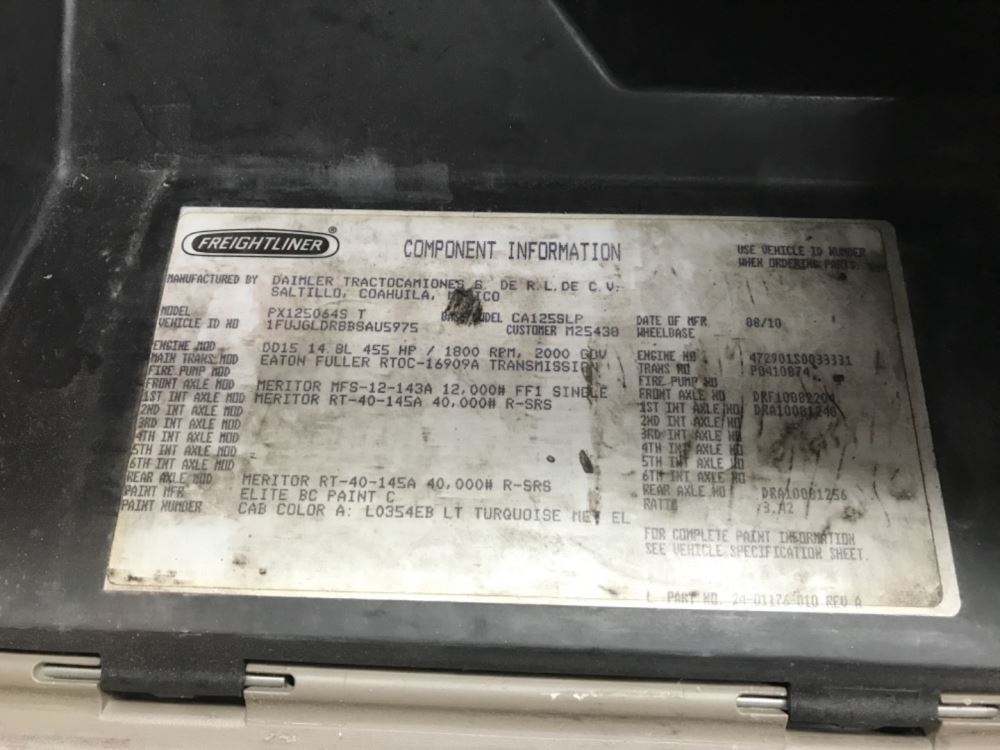 FREIGHTLINER ®
COMPONENT INFORMATION
USE VEHICLE ID NUMBER
WHEN ORDERING PARTS
MANUFACTURED BY DAIMLER TRACTOCAMIONES S. DE R.L. DE C.V.
SALTILLO, COAHUILA,
MODEL PX125064S T MODEL CA125SLP DATE OF MFR 08/10
VEHICLE ID NO CUSTOMER M25438 WHEELBASE
ENGINE MOD DD15 14.8L 455 HP / 1800 RPM, 2000 GOV ENGINE NO 472901S0033331
MAIN TRANS MOD EATON FULLER RTOC-16909A TRANSMISSION TRANS NO P0410874
FIRE PUMP MOD FIRE PUMP NO
FRONT AXLE MOD MERITOR MFS-12-143A 12,000# FF1 SINGLE FRONT AXLE NO DRF10082204
1ST INT AXLE MOD MERITOR RT-40-145A 40,000# R-SRS 1ST INT AXLE NO
2ND INT AXLE MOD 2ND INT AXLE NO
3RD INT AXLE MOD 3RD INT AXLE NO
4TH INT AXLE MOD 4TH INT AXLE NO
5TH INT AXLE MOD 5TH INT AXLE NO
6TH INT AXLE MOD 6TH INT AXLE NO
REAR AXLE MOD MERITOR RT-40-145A 40,000# R-SRS REAR AXLE NO DRA10081256
PAINT MFR ELITE BC PAINT C RATIO
PAINT NUMBER CAB COLOR A: L0354EB LT TURQUOISE MET EL
FOR COMPLETE PAINT INFORMATION
SEE VEHICLE SPECIFICATION SHEET.
PART NO. 24-01176-010 REV A